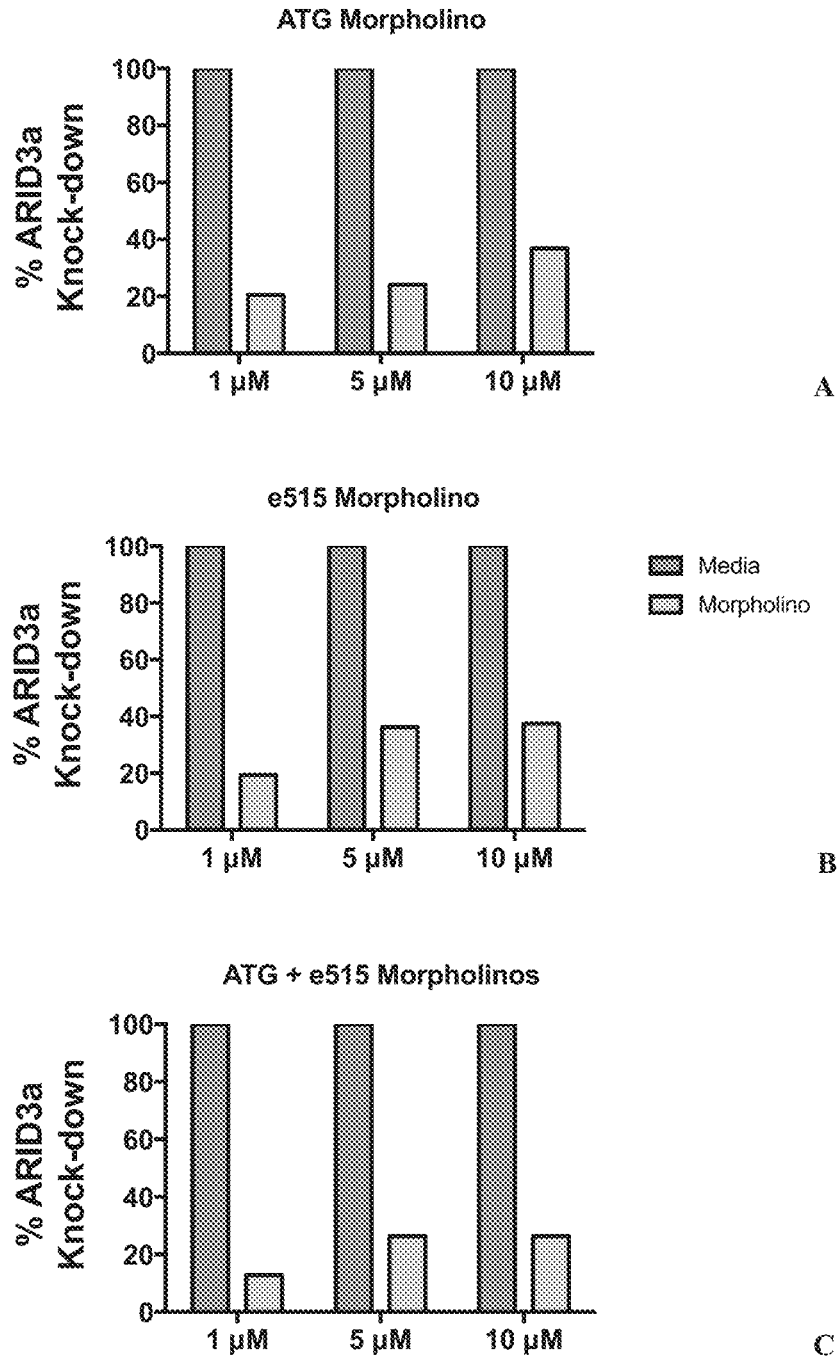 ATG Morpholino
% ARID3a
Knock-down
100
80
60
40
20
0
1 µM 5 µM 10 µM
A
e515 Morpholino
% ARID3a
Knock-down
100
80
60
40
20
0
1 µM 5 µM 10 µM
Media
Morpholino
B
ATG + e515 Morpholinos
% ARID3a
Knock-down
100
80
60
40
20
0
1 µM 5 µM 10 µM
C